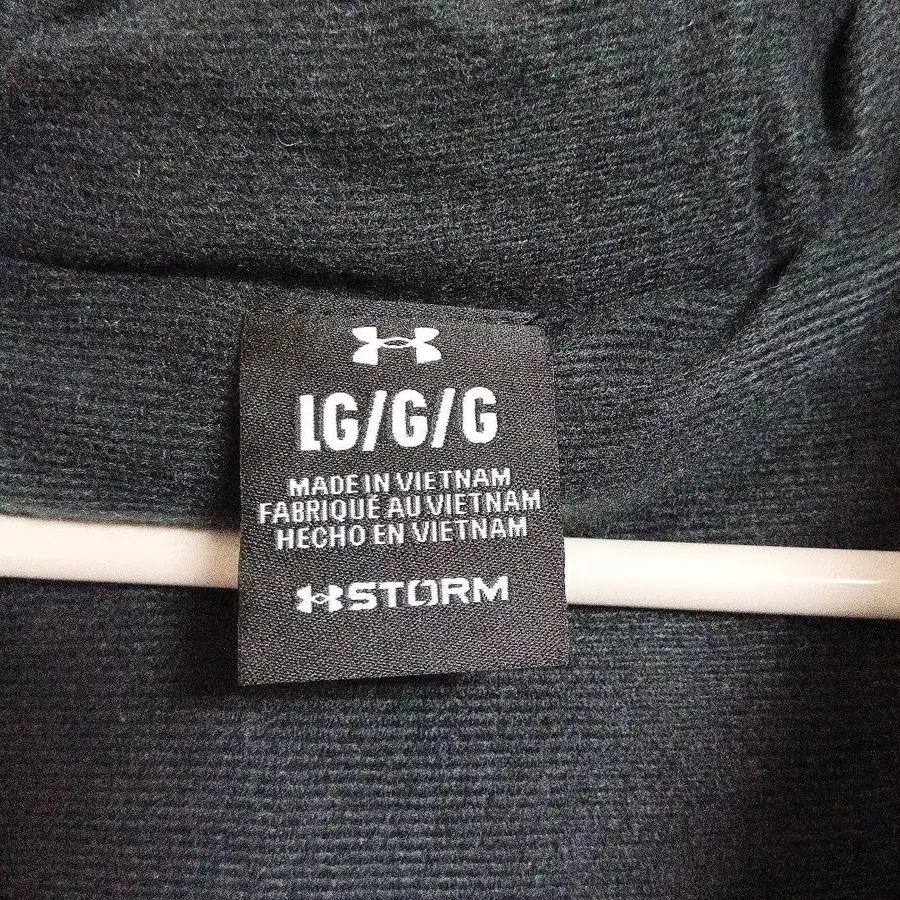 LG/G/G
MADE IN VIETNAM
FABRIQUÉ AU VIETNAM
HECHO EN VIETNAM
STORM